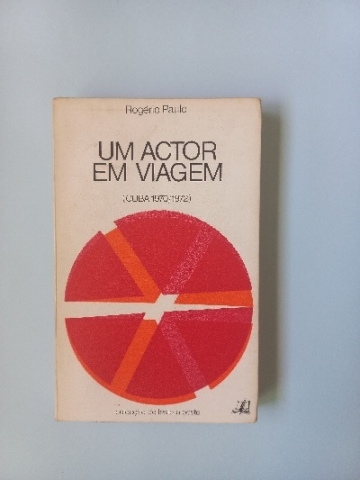 Rogério Paulo
UM ACTOR
EM VIAGEM
(CUBA 1970-1972)